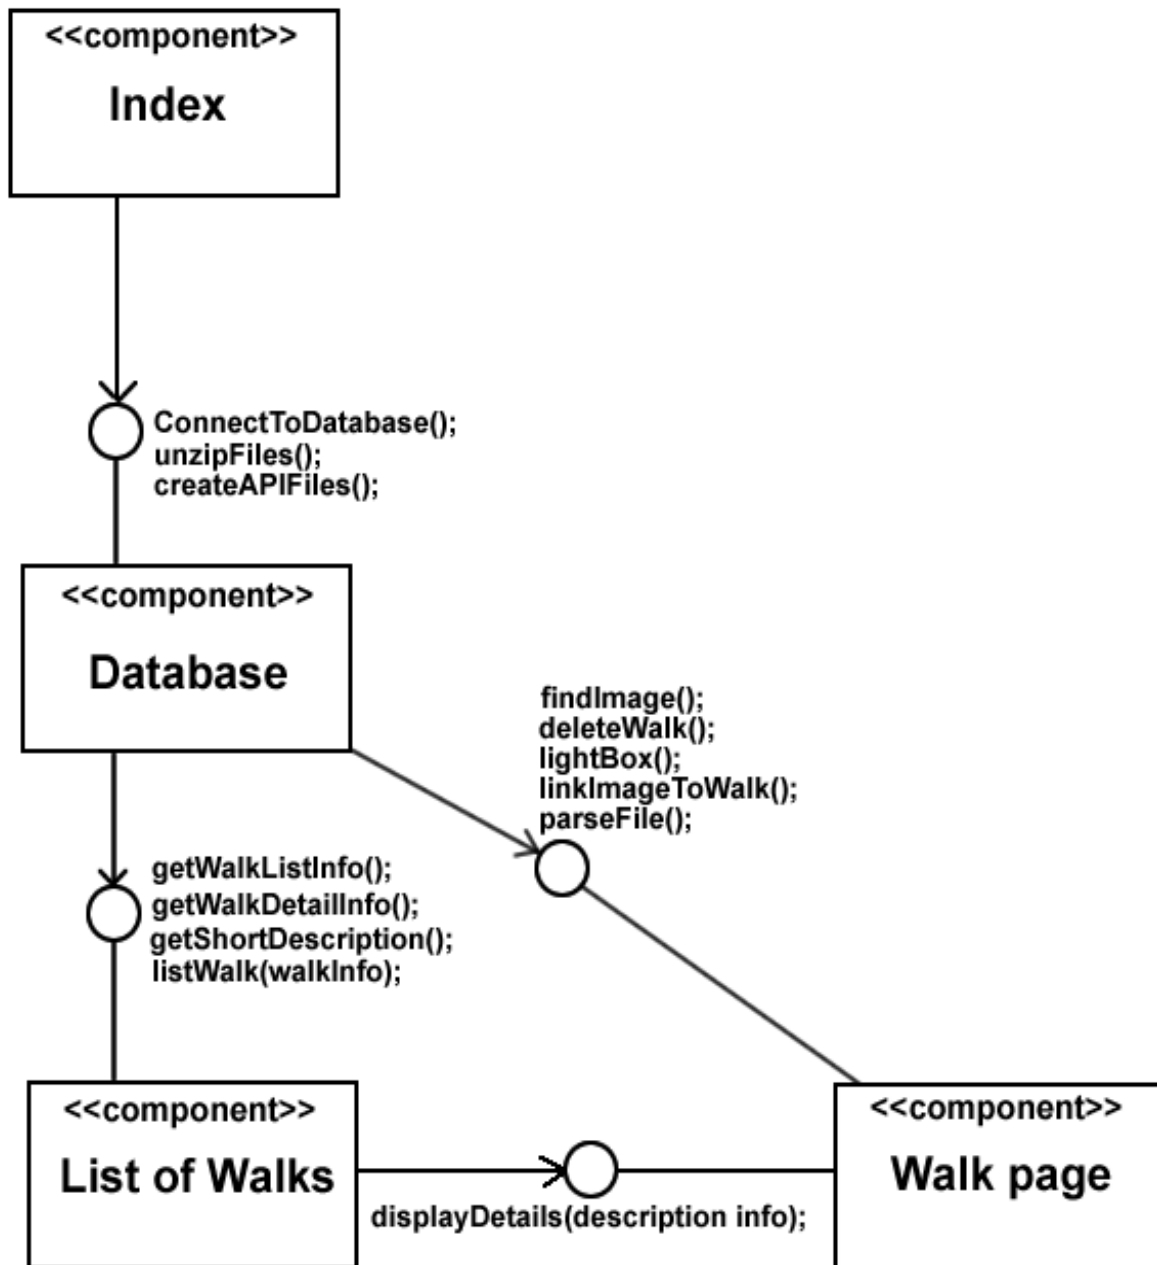 <<component>>
Index
ConnectToDatabase();
unzipFiles();
createAPIFiles();
<<component>>
Database
findImage();
deleteWalk();
lightBox();
linkImageToWalk();
parseFile();
getWalkListInfo();
getWalkDetailInfo();
getShortDescription();
listWalk(walkInfo);
<<component>>
List of Walks
<<component>>
Walk page
displayDetails(description info);